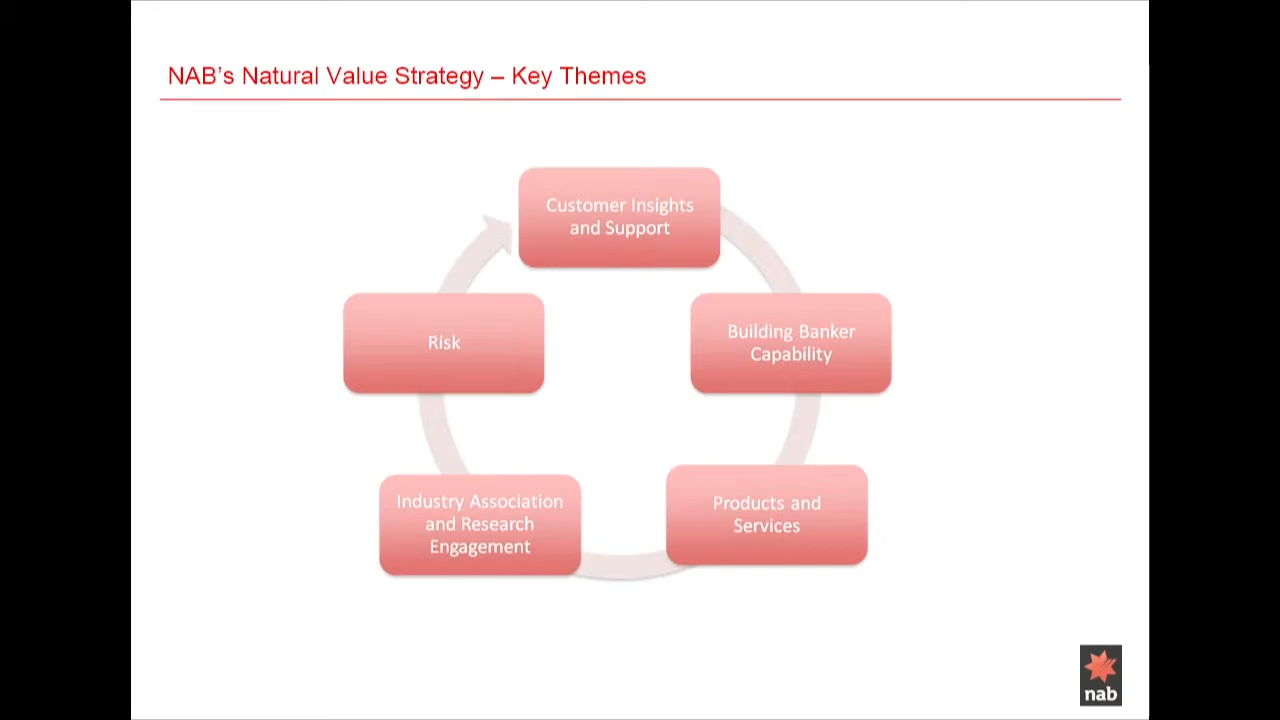 NAB’s Natural Value Strategy – Key Themes
Customer Insights
and Support
Building Banker
Capability
Products and
Services
Industry Association
and Research
Engagement
Risk
nab